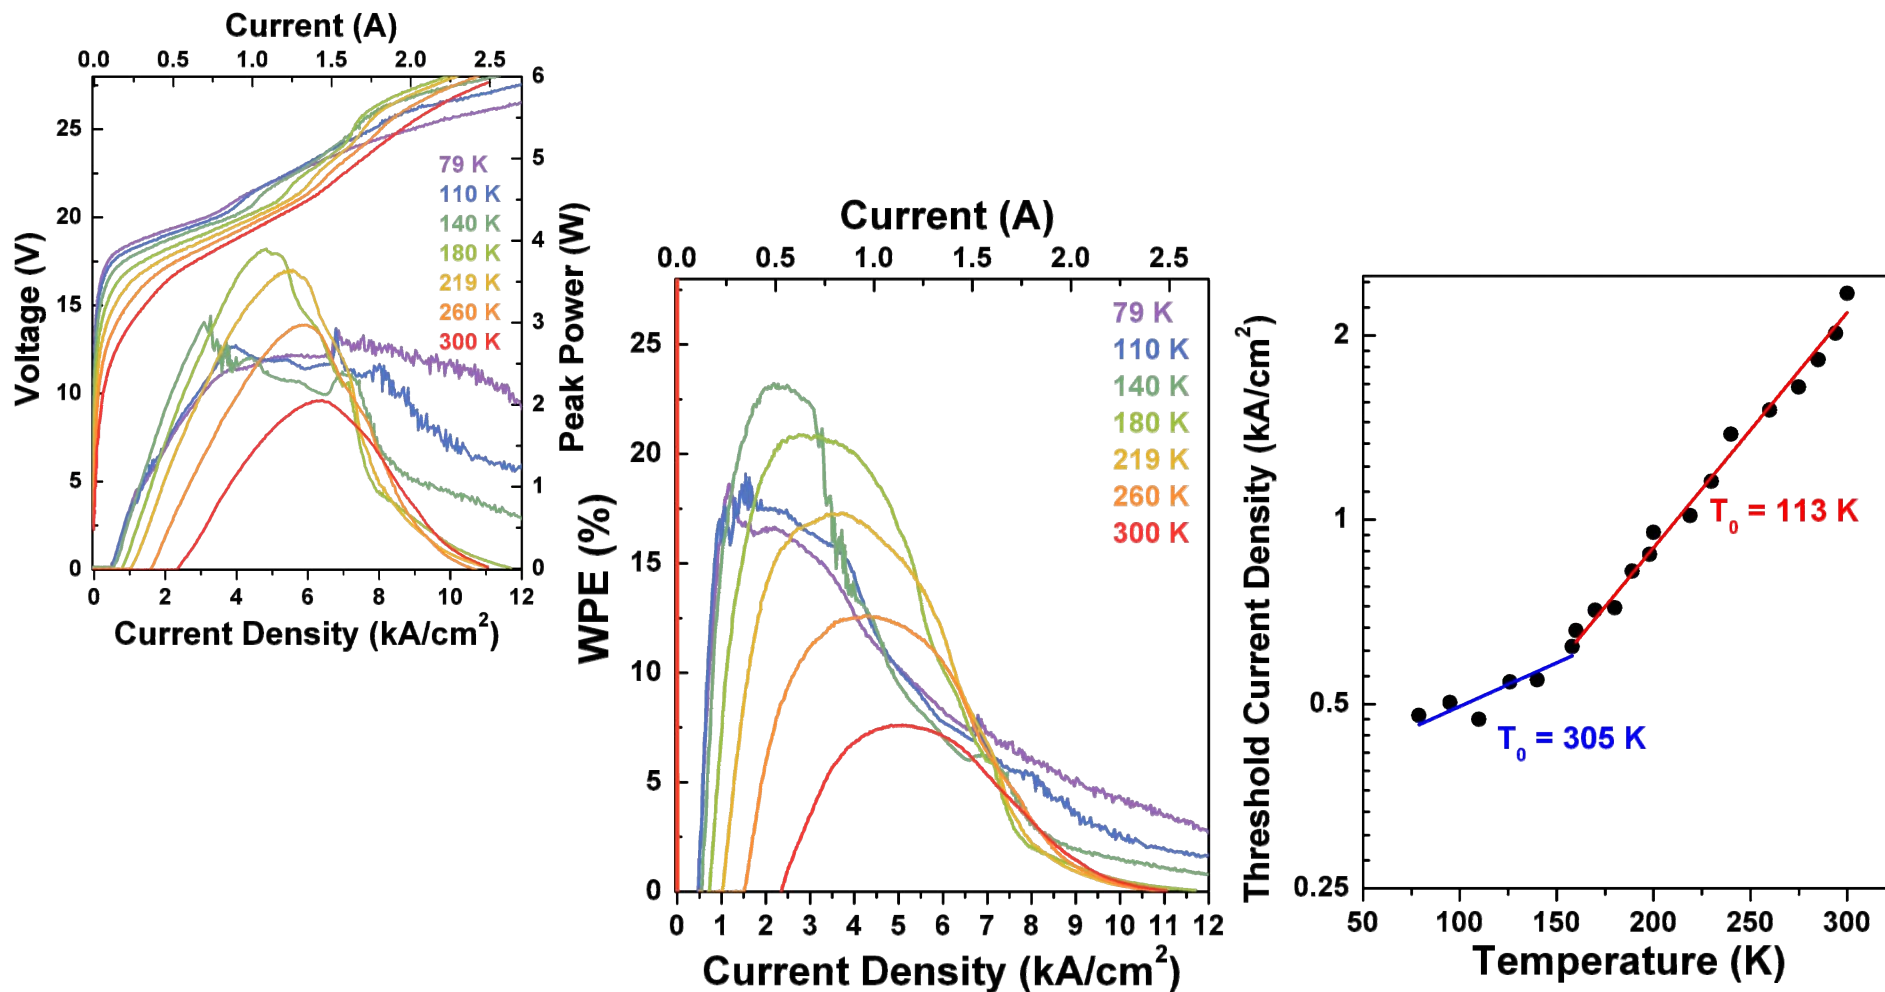 Current (A)
0.0 0.5 1.0 1.5 2.0 2.5
Voltage (V)
25
20
15
10
5
0
79 K
110 K
140 K
180 K
219 K
260 K
300 K
6
5
4
3
2
1
0
Peak Power (W)
0 2 4 6 8 10 12
Current Density (kA/cm²)
Current (A)
0.0 0.5 1.0 1.5 2.0 2.5
WPE (%)
25
20
15
10
5
0
79 K
110 K
140 K
180 K
219 K
260 K
300 K
0 1 2 3 4 5 6 7 8 9 10 11 12
Current Density (kA/cm²)
Threshold Current Density (kA/cm²)
2
1
0.5
0.25
T₀ = 113 K
T₀ = 305 K
50 100 150 200 250 300
Temperature (K)